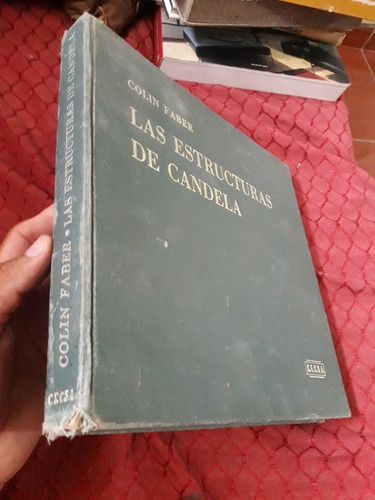 COLIN FABER
LAS ESTRUCTURAS
DE CANDELA
CECSA
COLIN FABER • LAS ESTRUCTURAS DE CANDELA
CECSA